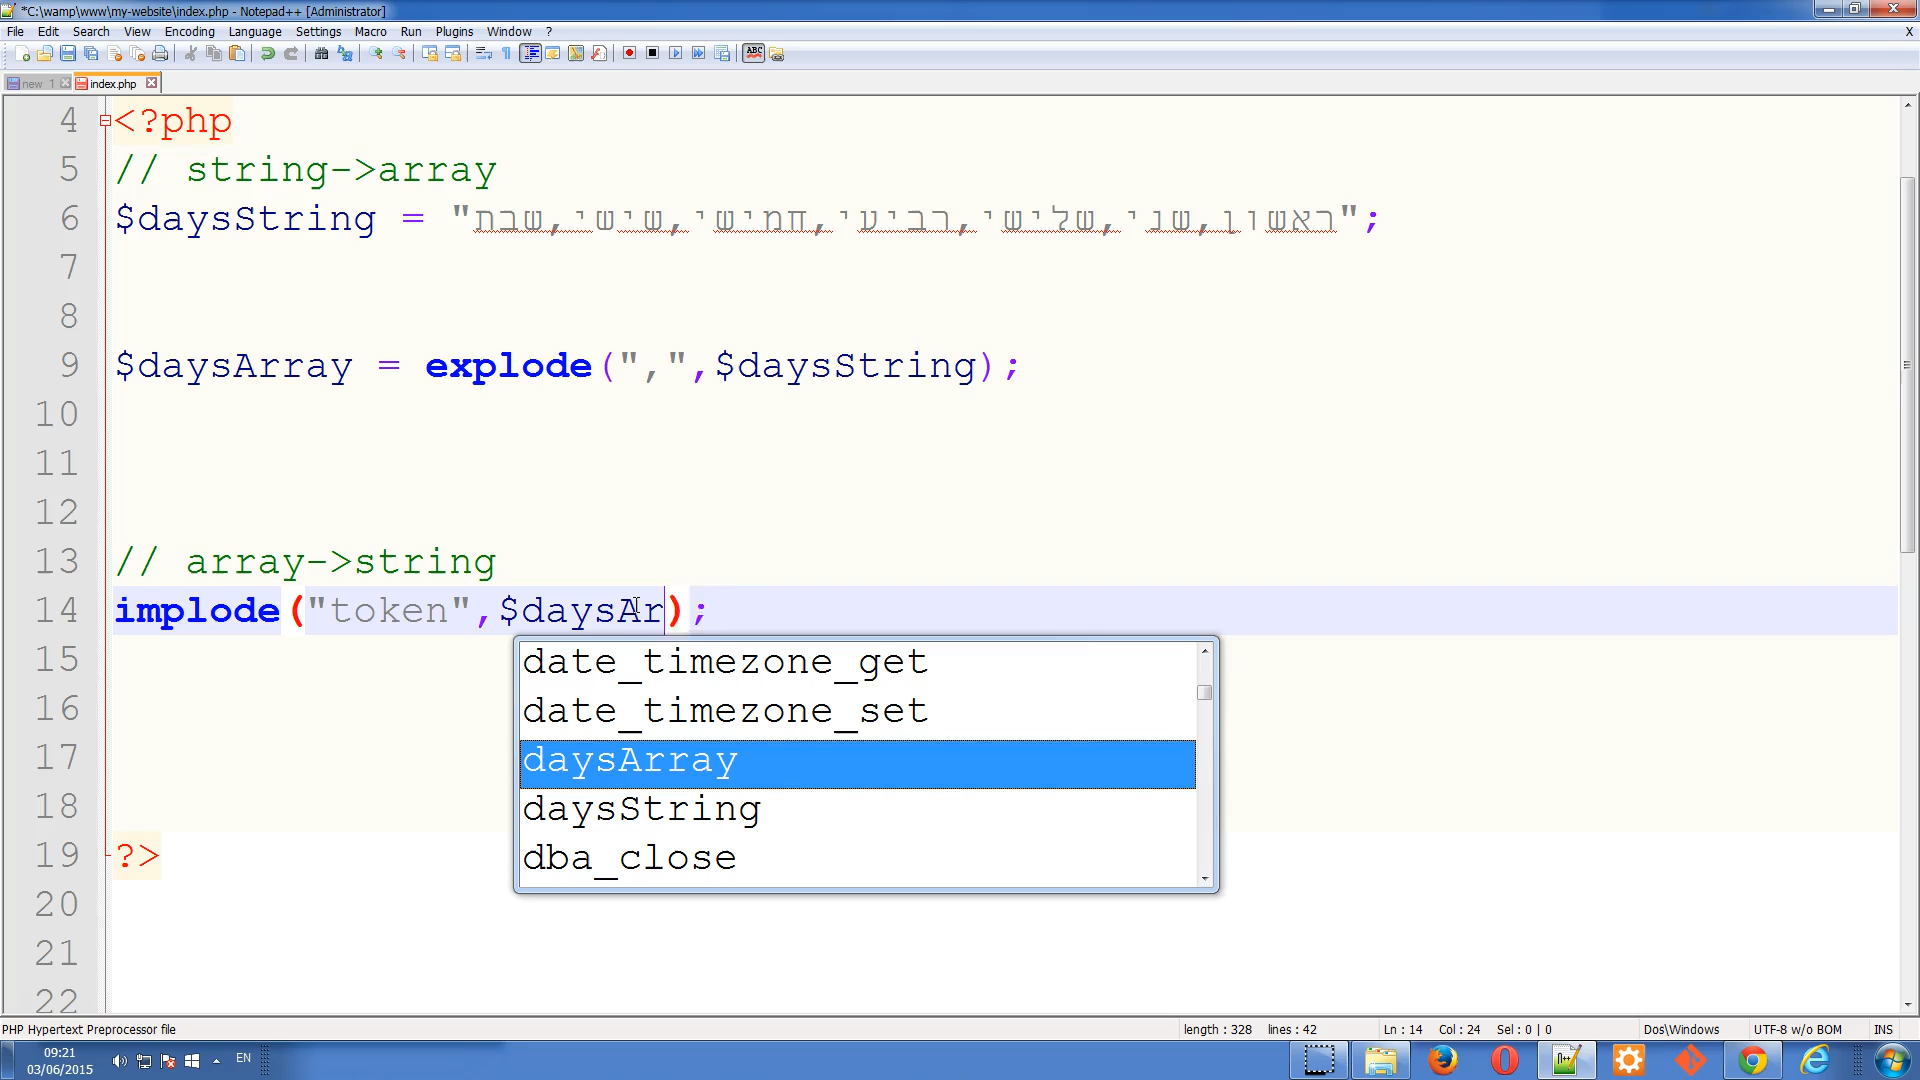 *C:\wamp\www\my-website\index.php - Notepad++ [Administrator]
File Edit Search View Encoding Language Settings Macro Run Plugins Window ? X
new 1 index.php
4 <?php
5 // string->array
6 $daysString = "ראשון,שני,שלישי,רביעי,חמישי,שישי,שבת";
7
8
9 $daysArray = explode(",",$daysString);
10
11
12
13 // array->string
14 implode("token",$daysAr);
15
date_timezone_get
16
date_timezone_set
17
daysArray
18
daysString
19 ?>
dba_close
20
21
22
PHP Hypertext Preprocessor file length : 328 lines : 42 Ln : 14 Col : 24 Sel : 0 | 0 Dos\Windows UTF-8 w/o BOM INS
09:21
03/06/2015
EN